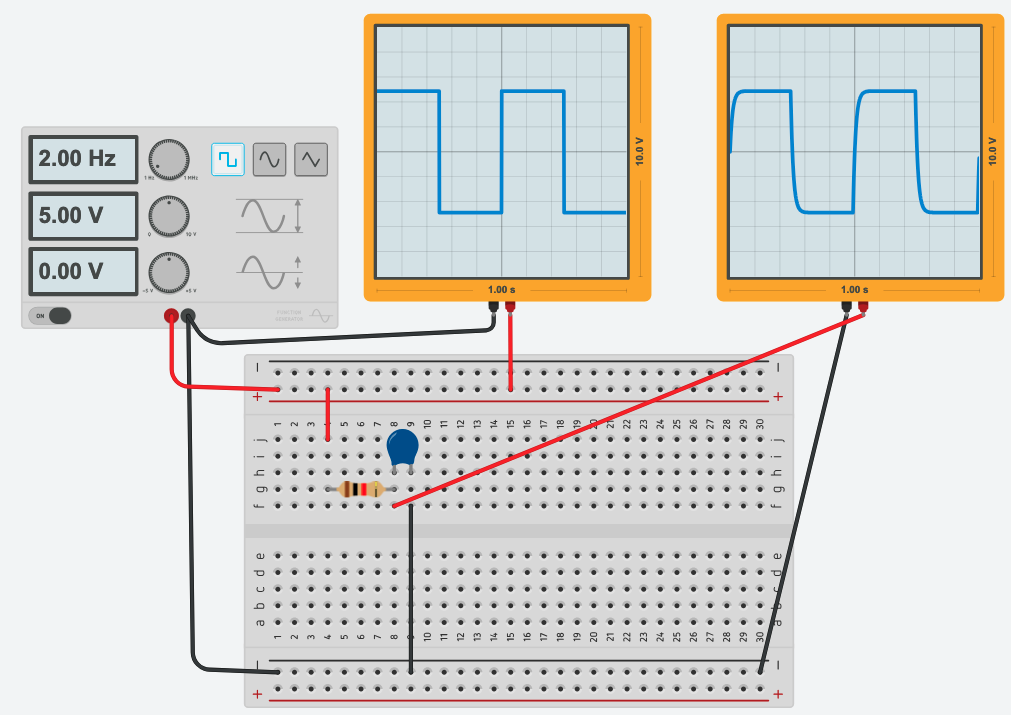 2.00 Hz
1 Hz
1 MHz
5.00 V
0
10 V
0.00 V
-5 V
+5 V
ON
FUNCTION
GENERATOR
10.0 V
1.00 s
10.0 V
1.00 s
− −
+ +
1 2 3 4 5 6 7 8 9 10 11 12 13 14 15 16 17 18 19 20 21 22 23 24 25 26 27 28 29 30
j j
i i
h h
g g
f f
e e
d d
c c
b b
a a
1 2 3 4 5 6 7 8 9 10 11 12 13 14 15 16 17 18 19 20 21 22 23 24 25 26 27 28 29 30
− −
+ +